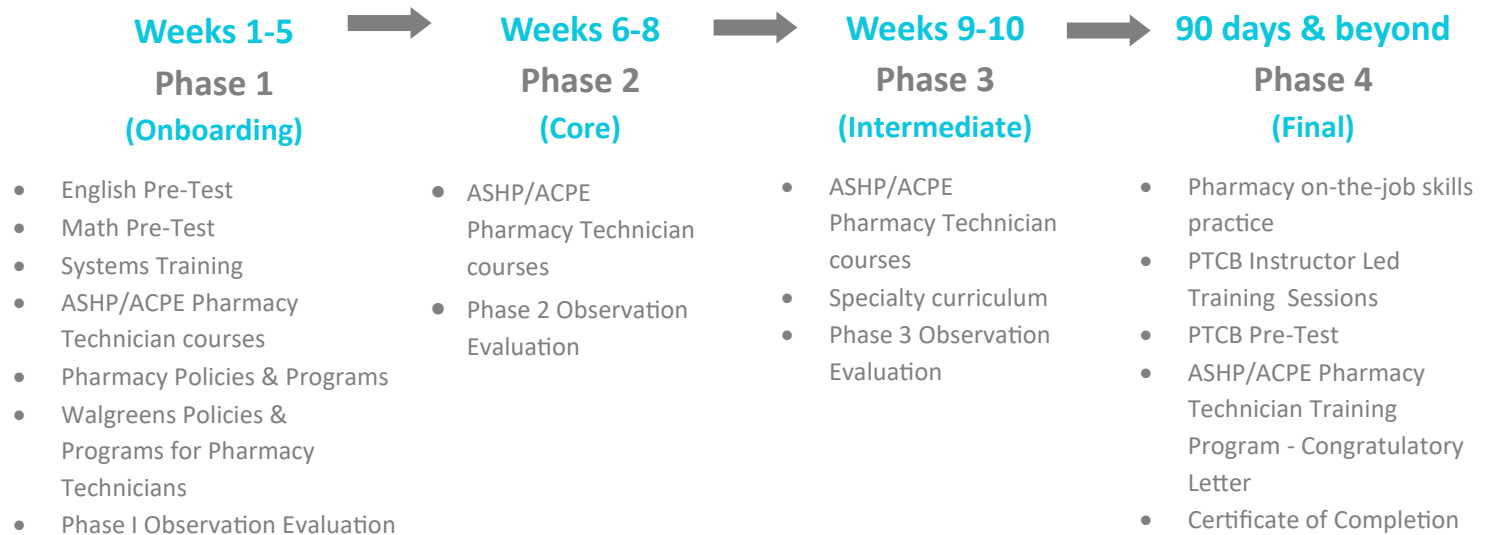 Weeks 1-5
Phase 1
(Onboarding)
• English Pre-Test
• Math Pre-Test
• Systems Training
• ASHP/ACPE Pharmacy
Technician courses
• Pharmacy Policies & Programs
• Walgreens Policies &
Programs for Pharmacy
Technicians
• Phase I Observation Evaluation
Weeks 6-8
Phase 2
(Core)
• ASHP/ACPE
Pharmacy Technician
courses
• Phase 2 Observation
Evaluation
Weeks 9-10
Phase 3
(Intermediate)
• ASHP/ACPE
Pharmacy Technician
courses
• Specialty curriculum
• Phase 3 Observation
Evaluation
90 days & beyond
Phase 4
(Final)
• Pharmacy on-the-job skills
practice
• PTCB Instructor Led
Training Sessions
• PTCB Pre-Test
• ASHP/ACPE Pharmacy
Technician Training
Program - Congratulatory
Letter
• Certificate of Completion